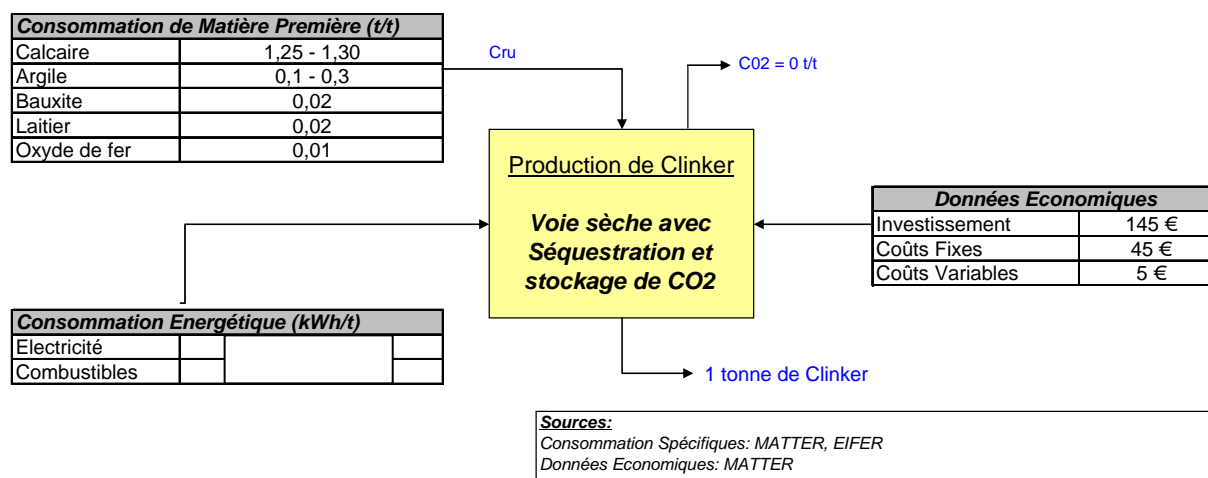 Consommation de Matière Première (t/t)
Calcaire 1,25 - 1,30
Argile 0,1 - 0,3
Bauxite 0,02
Laitier 0,02
Oxyde de fer 0,01
Cru
C02 = 0 t/t
Production de Clinker
Voie sèche avec
Séquestration et
stockage de CO2
Données Economiques
Investissement 145 €
Coûts Fixes 45 €
Coûts Variables 5 €
Consommation Energétique (kWh/t)
Electricité
Combustibles
1 tonne de Clinker
Sources:
Consommation Spécifiques: MATTER, EIFER
Données Economiques: MATTER